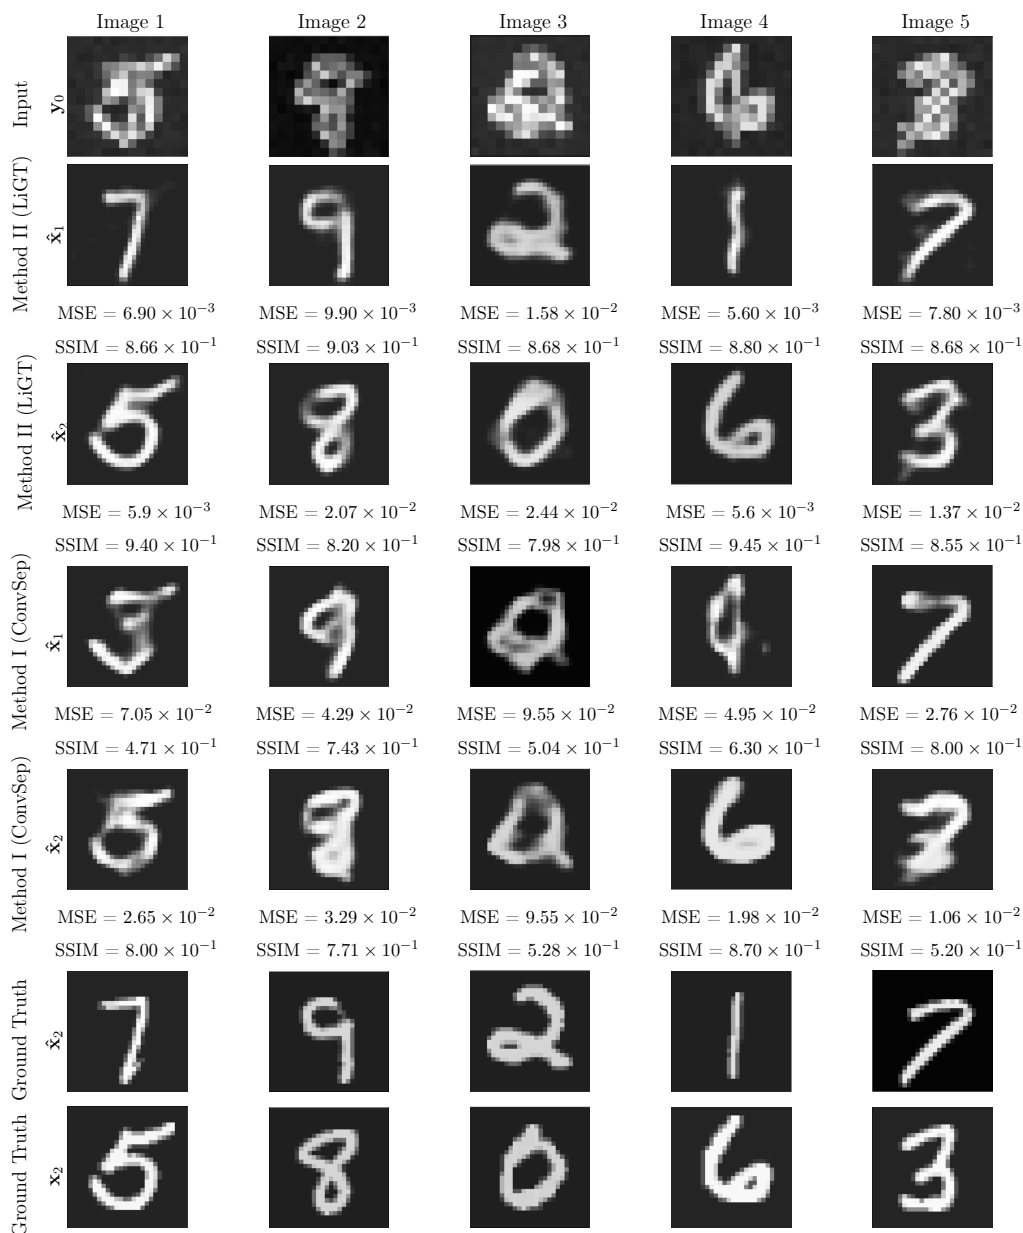 Image 1 Image 2 Image 3 Image 4 Image 5
Input
y₀
Method II (LiGT)
x̂₁
MSE = 6.90 × 10⁻³ MSE = 9.90 × 10⁻³ MSE = 1.58 × 10⁻² MSE = 5.60 × 10⁻³ MSE = 7.80 × 10⁻³
SSIM = 8.66 × 10⁻¹ SSIM = 9.03 × 10⁻¹ SSIM = 8.68 × 10⁻¹ SSIM = 8.80 × 10⁻¹ SSIM = 8.68 × 10⁻¹
Method II (LiGT)
x̂₂
MSE = 5.9 × 10⁻³ MSE = 2.07 × 10⁻² MSE = 2.44 × 10⁻² MSE = 5.6 × 10⁻³ MSE = 1.37 × 10⁻²
SSIM = 9.40 × 10⁻¹ SSIM = 8.20 × 10⁻¹ SSIM = 7.98 × 10⁻¹ SSIM = 9.45 × 10⁻¹ SSIM = 8.55 × 10⁻¹
Method I (ConvSep)
x̂₁
MSE = 7.05 × 10⁻² MSE = 4.29 × 10⁻² MSE = 9.55 × 10⁻² MSE = 4.95 × 10⁻² MSE = 2.76 × 10⁻²
SSIM = 4.71 × 10⁻¹ SSIM = 7.43 × 10⁻¹ SSIM = 5.04 × 10⁻¹ SSIM = 6.30 × 10⁻¹ SSIM = 8.00 × 10⁻¹
Method I (ConvSep)
x̂₂
MSE = 2.65 × 10⁻² MSE = 3.29 × 10⁻² MSE = 9.55 × 10⁻² MSE = 1.98 × 10⁻² MSE = 1.06 × 10⁻²
SSIM = 8.00 × 10⁻¹ SSIM = 7.71 × 10⁻¹ SSIM = 5.28 × 10⁻¹ SSIM = 8.70 × 10⁻¹ SSIM = 5.20 × 10⁻¹
Ground Truth
x̂₂
7 9 2 1 7
Ground Truth
x₂
5 8 0 6 3